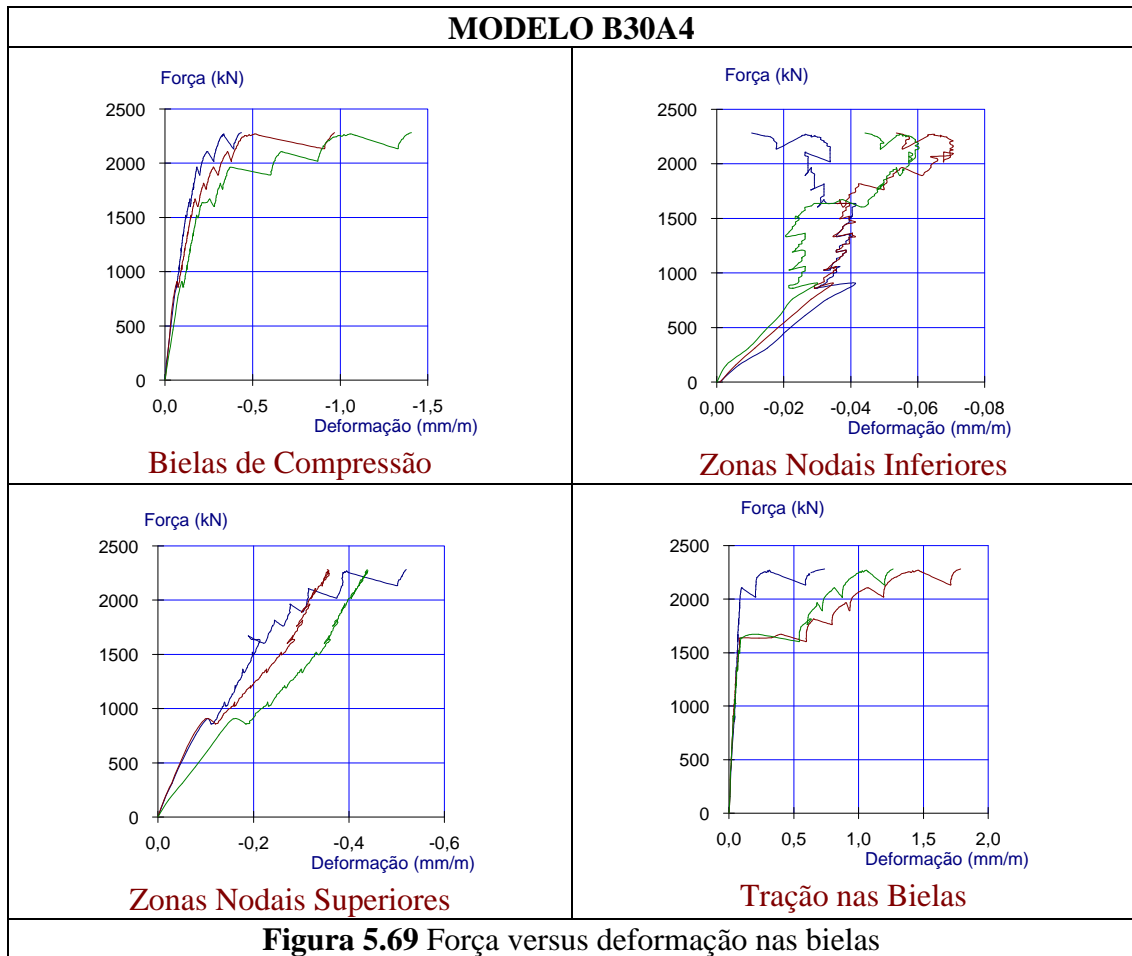 MODELO B30A4
Força (kN)
2500
2000
1500
1000
500
0
0,0 -0,5 -1,0 -1,5
Deformação (mm/m)
Bielas de Compressão
Força (kN)
2500
2000
1500
1000
500
0
0,00 -0,02 -0,04 -0,06 -0,08
Deformação (mm/m)
Zonas Nodais Inferiores
Força (kN)
2500
2000
1500
1000
500
0
0,0 -0,2 -0,4 -0,6
Deformação (mm/m)
Zonas Nodais Superiores
Força (kN)
2500
2000
1500
1000
500
0
0,0 0,5 1,0 1,5 2,0
Deformação (mm/m)
Tração nas Bielas
Figura 5.69 Força versus deformação nas bielas